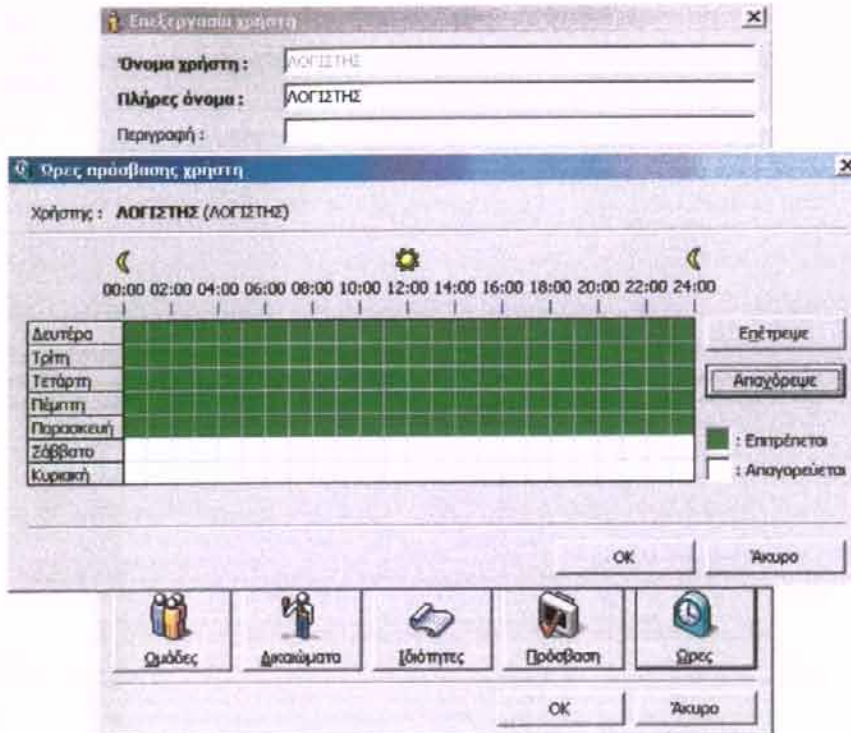 Επεξεργασία χρήστη
Όνομα χρήστη : ΛΟΓΙΣΤΗΣ
Πλήρες όνομα : ΛΟΓΙΣΤΗΣ
Περιγραφή :
Ώρες πρόσβασης χρήστη
Χρήστης : ΛΟΓΙΣΤΗΣ (ΛΟΓΙΣΤΗΣ)
00:00 02:00 04:00 06:00 08:00 10:00 12:00 14:00 16:00 18:00 20:00 22:00 24:00
Δευτέρα
Τρίτη
Τετάρτη
Πέμπτη
Παρασκευή
Σάββατο
Κυριακή
Επέτρεψε
Απαγόρεψε
: Επιτρέπεται
: Απαγορεύεται
OK Άκυρο
Ομάδες Δικαιώματα Ιδιότητες Πρόσβαση Ώρες
OK Άκυρο